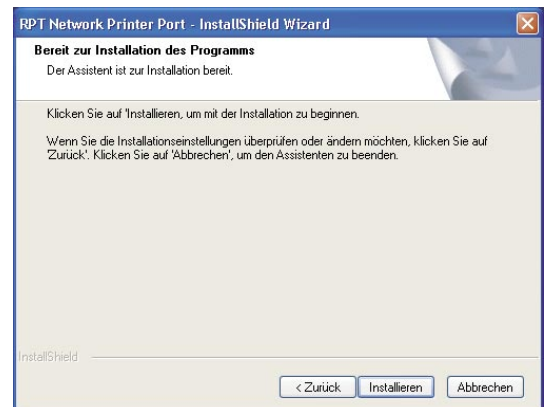 RPT Network Printer Port - InstallShield Wizard
Bereit zur Installation des Programms
Der Assistent ist zur Installation bereit.
Klicken Sie auf 'Installieren, um mit der Installation zu beginnen.
Wenn Sie die Installationseinstellungen überprüfen oder ändern möchten, klicken Sie auf
'Zurück'. Klicken Sie auf 'Abbrechen', um den Assistenten zu beenden.
InstallShield
< Zurück
Installieren
Abbrechen